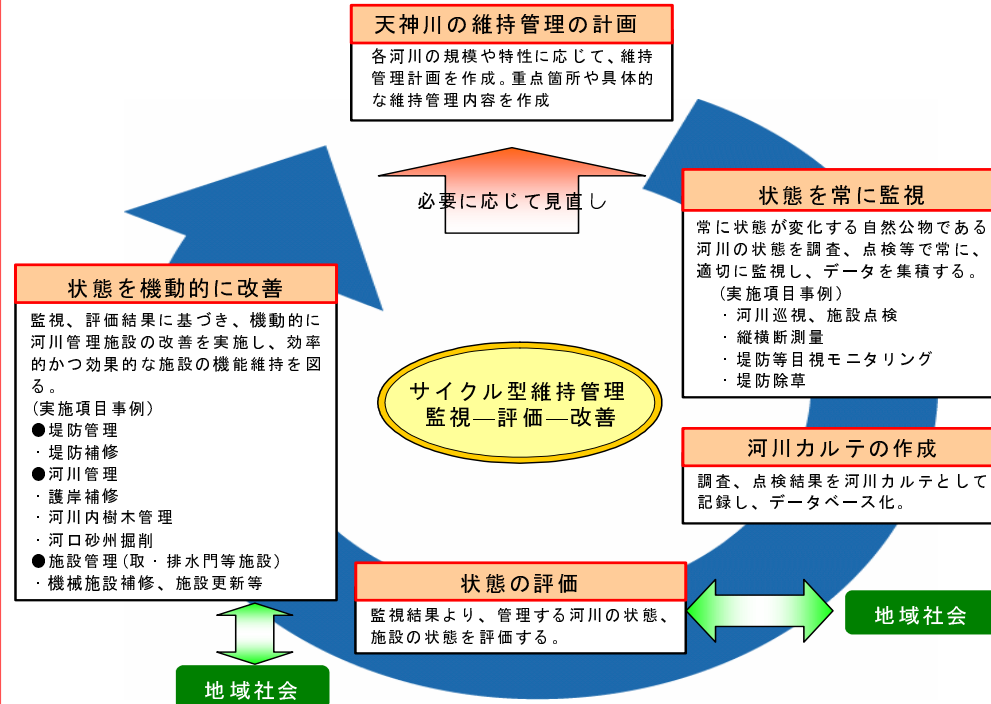 天神川の維持管理の計画
各河川の規模や特性に応じて、維持
管理計画を作成。重点箇所や具体的
な維持管理内容を作成
必要に応じて見直し
状態を常に監視
常に状態が変化する自然公物である
河川の状態を調査、点検等で常に、
適切に監視し、データを集積する。
(実施項目事例)
・河川巡視、施設点検
・縦横断測量
・堤防等目視モニタリング
・堤防除草
河川カルテの作成
調査、点検結果を河川カルテとして
記録し、データベース化。
サイクル型維持管理
監視―評価―改善
状態の評価
監視結果より、管理する河川の状態、
施設の状態を評価する。
地域社会
状態を機動的に改善
監視、評価結果に基づき、機動的に
河川管理施設の改善を実施し、効率
的かつ効果的な施設の機能維持を図
る。
(実施項目事例)
●堤防管理
・堤防補修
●河川管理
・護岸補修
・河川内樹木管理
・河口砂州掘削
●施設管理(取・排水門等施設)
・機械施設補修、施設更新等
地域社会